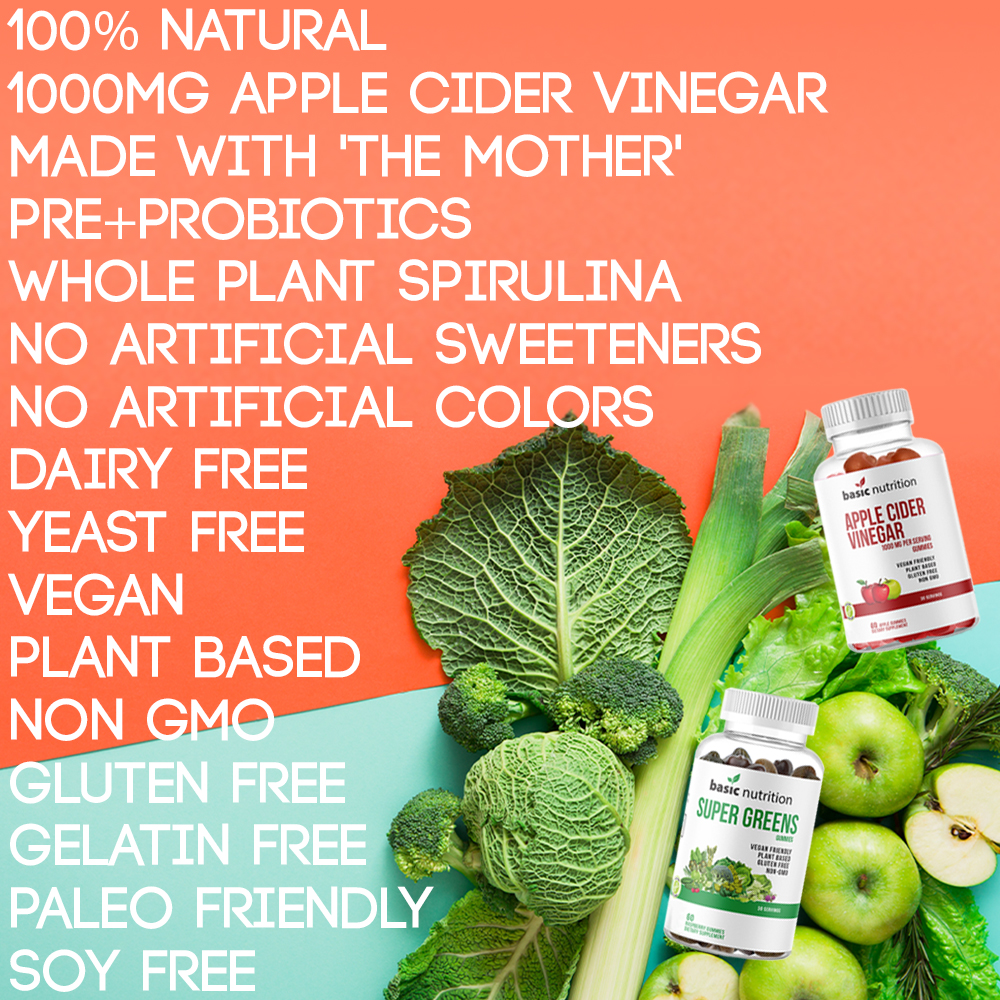 100% NATURAL
1000MG APPLE CIDER VINEGAR
MADE WITH 'THE MOTHER'
PRE+PROBIOTICS
WHOLE PLANT SPIRULINA
NO ARTIFICIAL SWEETENERS
NO ARTIFICIAL COLORS
DAIRY FREE
YEAST FREE
VEGAN
PLANT BASED
NON GMO
GLUTEN FREE
GELATIN FREE
PALEO FRIENDLY
SOY FREE
basic nutrition
APPLE CIDER
VINEGAR
1000 MG PER SERVING
GUMMIES
VEGAN FRIENDLY
PLANT BASED
GLUTEN FREE
NON GMO
30 SERVINGS
60 APPLE GUMMIES
DIETARY SUPPLEMENT
basic nutrition
SUPER GREENS
GUMMIES
VEGAN FRIENDLY
PLANT BASED
GLUTEN FREE
NON-GMO
30 SERVINGS
60
RASPBERRY GUMMIES
DIETARY SUPPLEMENT